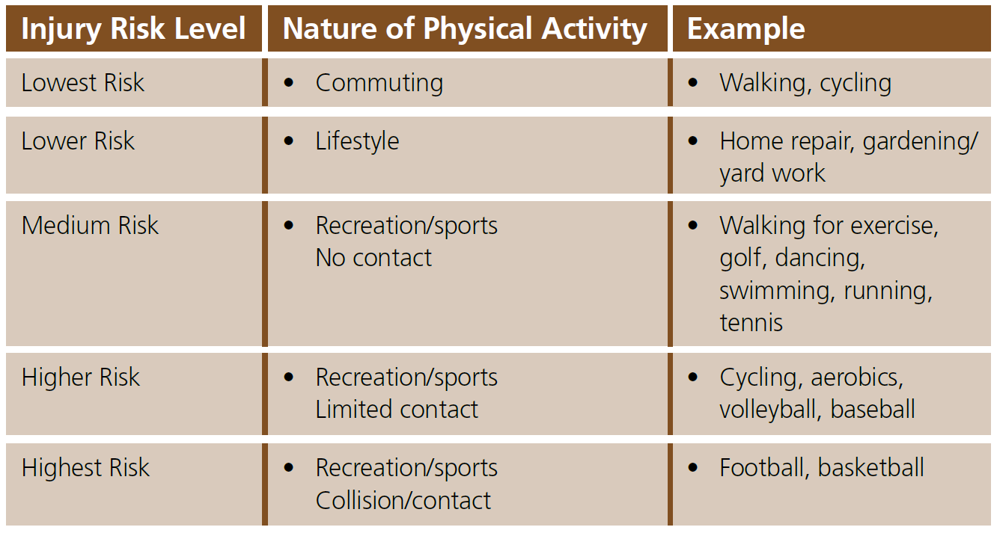 Injury Risk Level
Nature of Physical Activity
Example
Lowest Risk
• Commuting
• Walking, cycling
Lower Risk
• Lifestyle
• Home repair, gardening/
yard work
Medium Risk
• Recreation/sports
No contact
• Walking for exercise,
golf, dancing,
swimming, running,
tennis
Higher Risk
• Recreation/sports
Limited contact
• Cycling, aerobics,
volleyball, baseball
Highest Risk
• Recreation/sports
Collision/contact
• Football, basketball